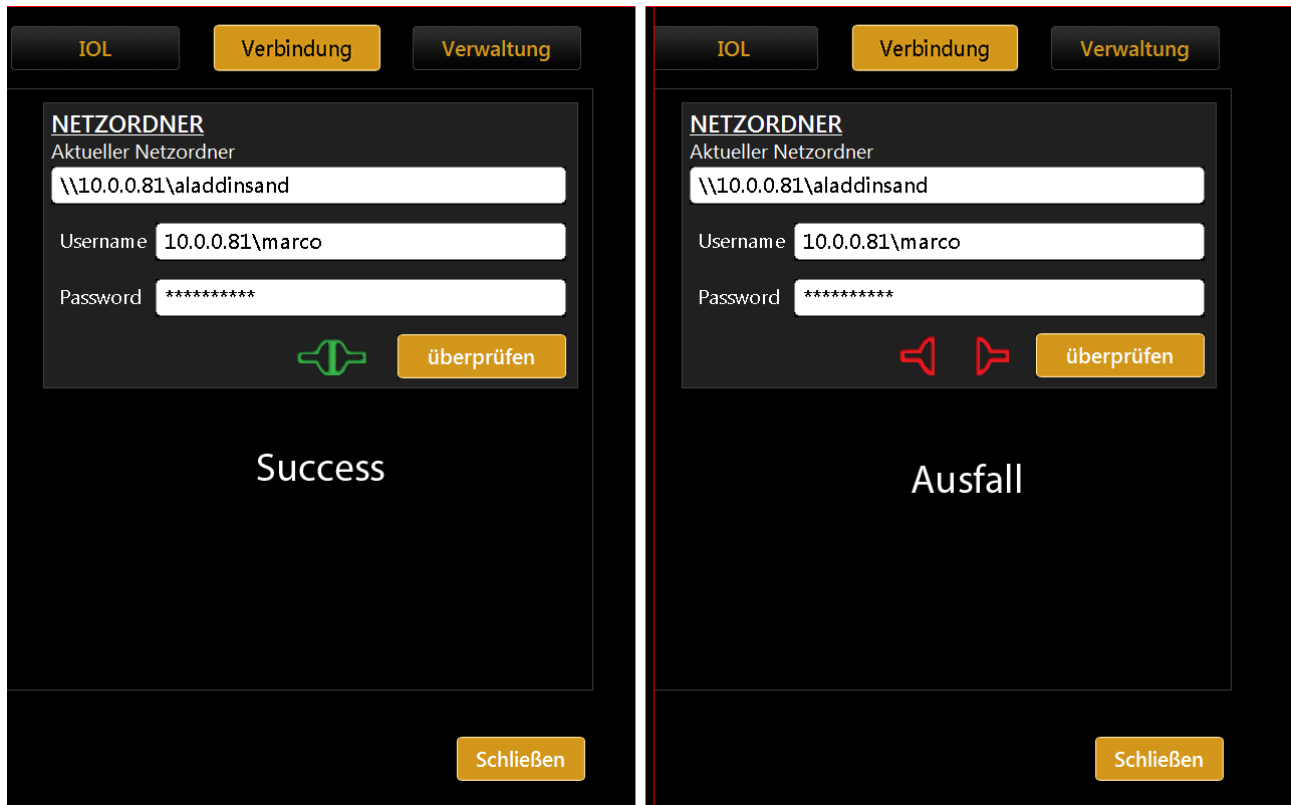 IOL Verbindung Verwaltung
NETZORDNER
Aktueller Netzordner
\\10.0.0.81\aladdinsand
Username 10.0.0.81\marco
Password **********
überprüfen
Success
Schließen
IOL Verbindung Verwaltung
NETZORDNER
Aktueller Netzordner
\\10.0.0.81\aladdinsand
Username 10.0.0.81\marco
Password **********
überprüfen
Ausfall
Schließen